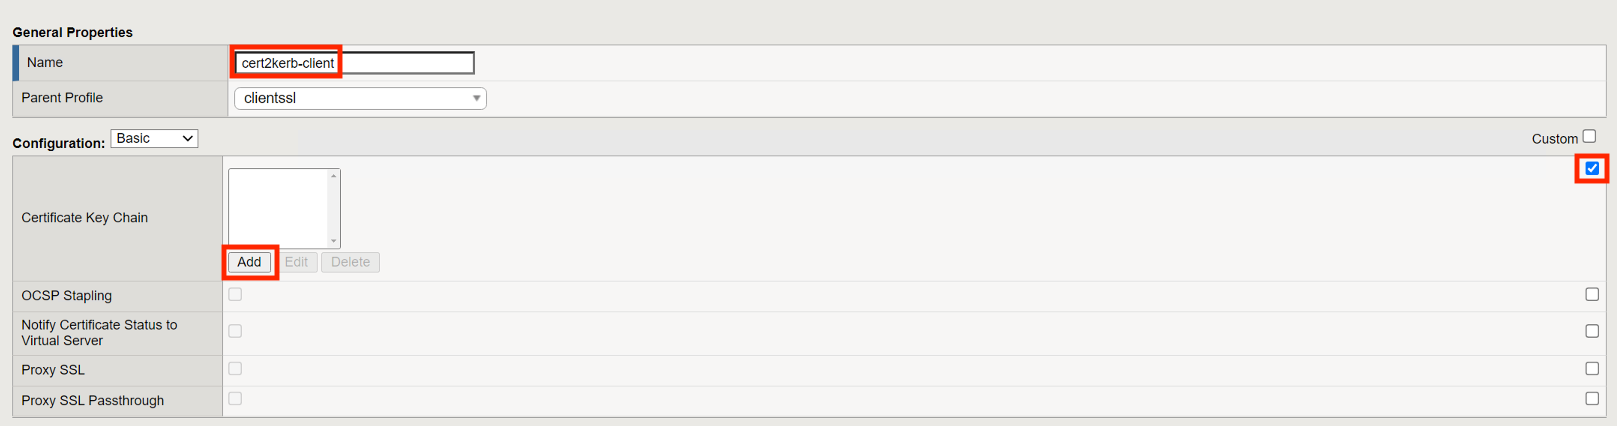 General Properties
Name
cert2kerb-client
Parent Profile
clientssl
Configuration: Basic
Custom
Certificate Key Chain
Add Edit Delete
OCSP Stapling
Notify Certificate Status to
Virtual Server
Proxy SSL
Proxy SSL Passthrough